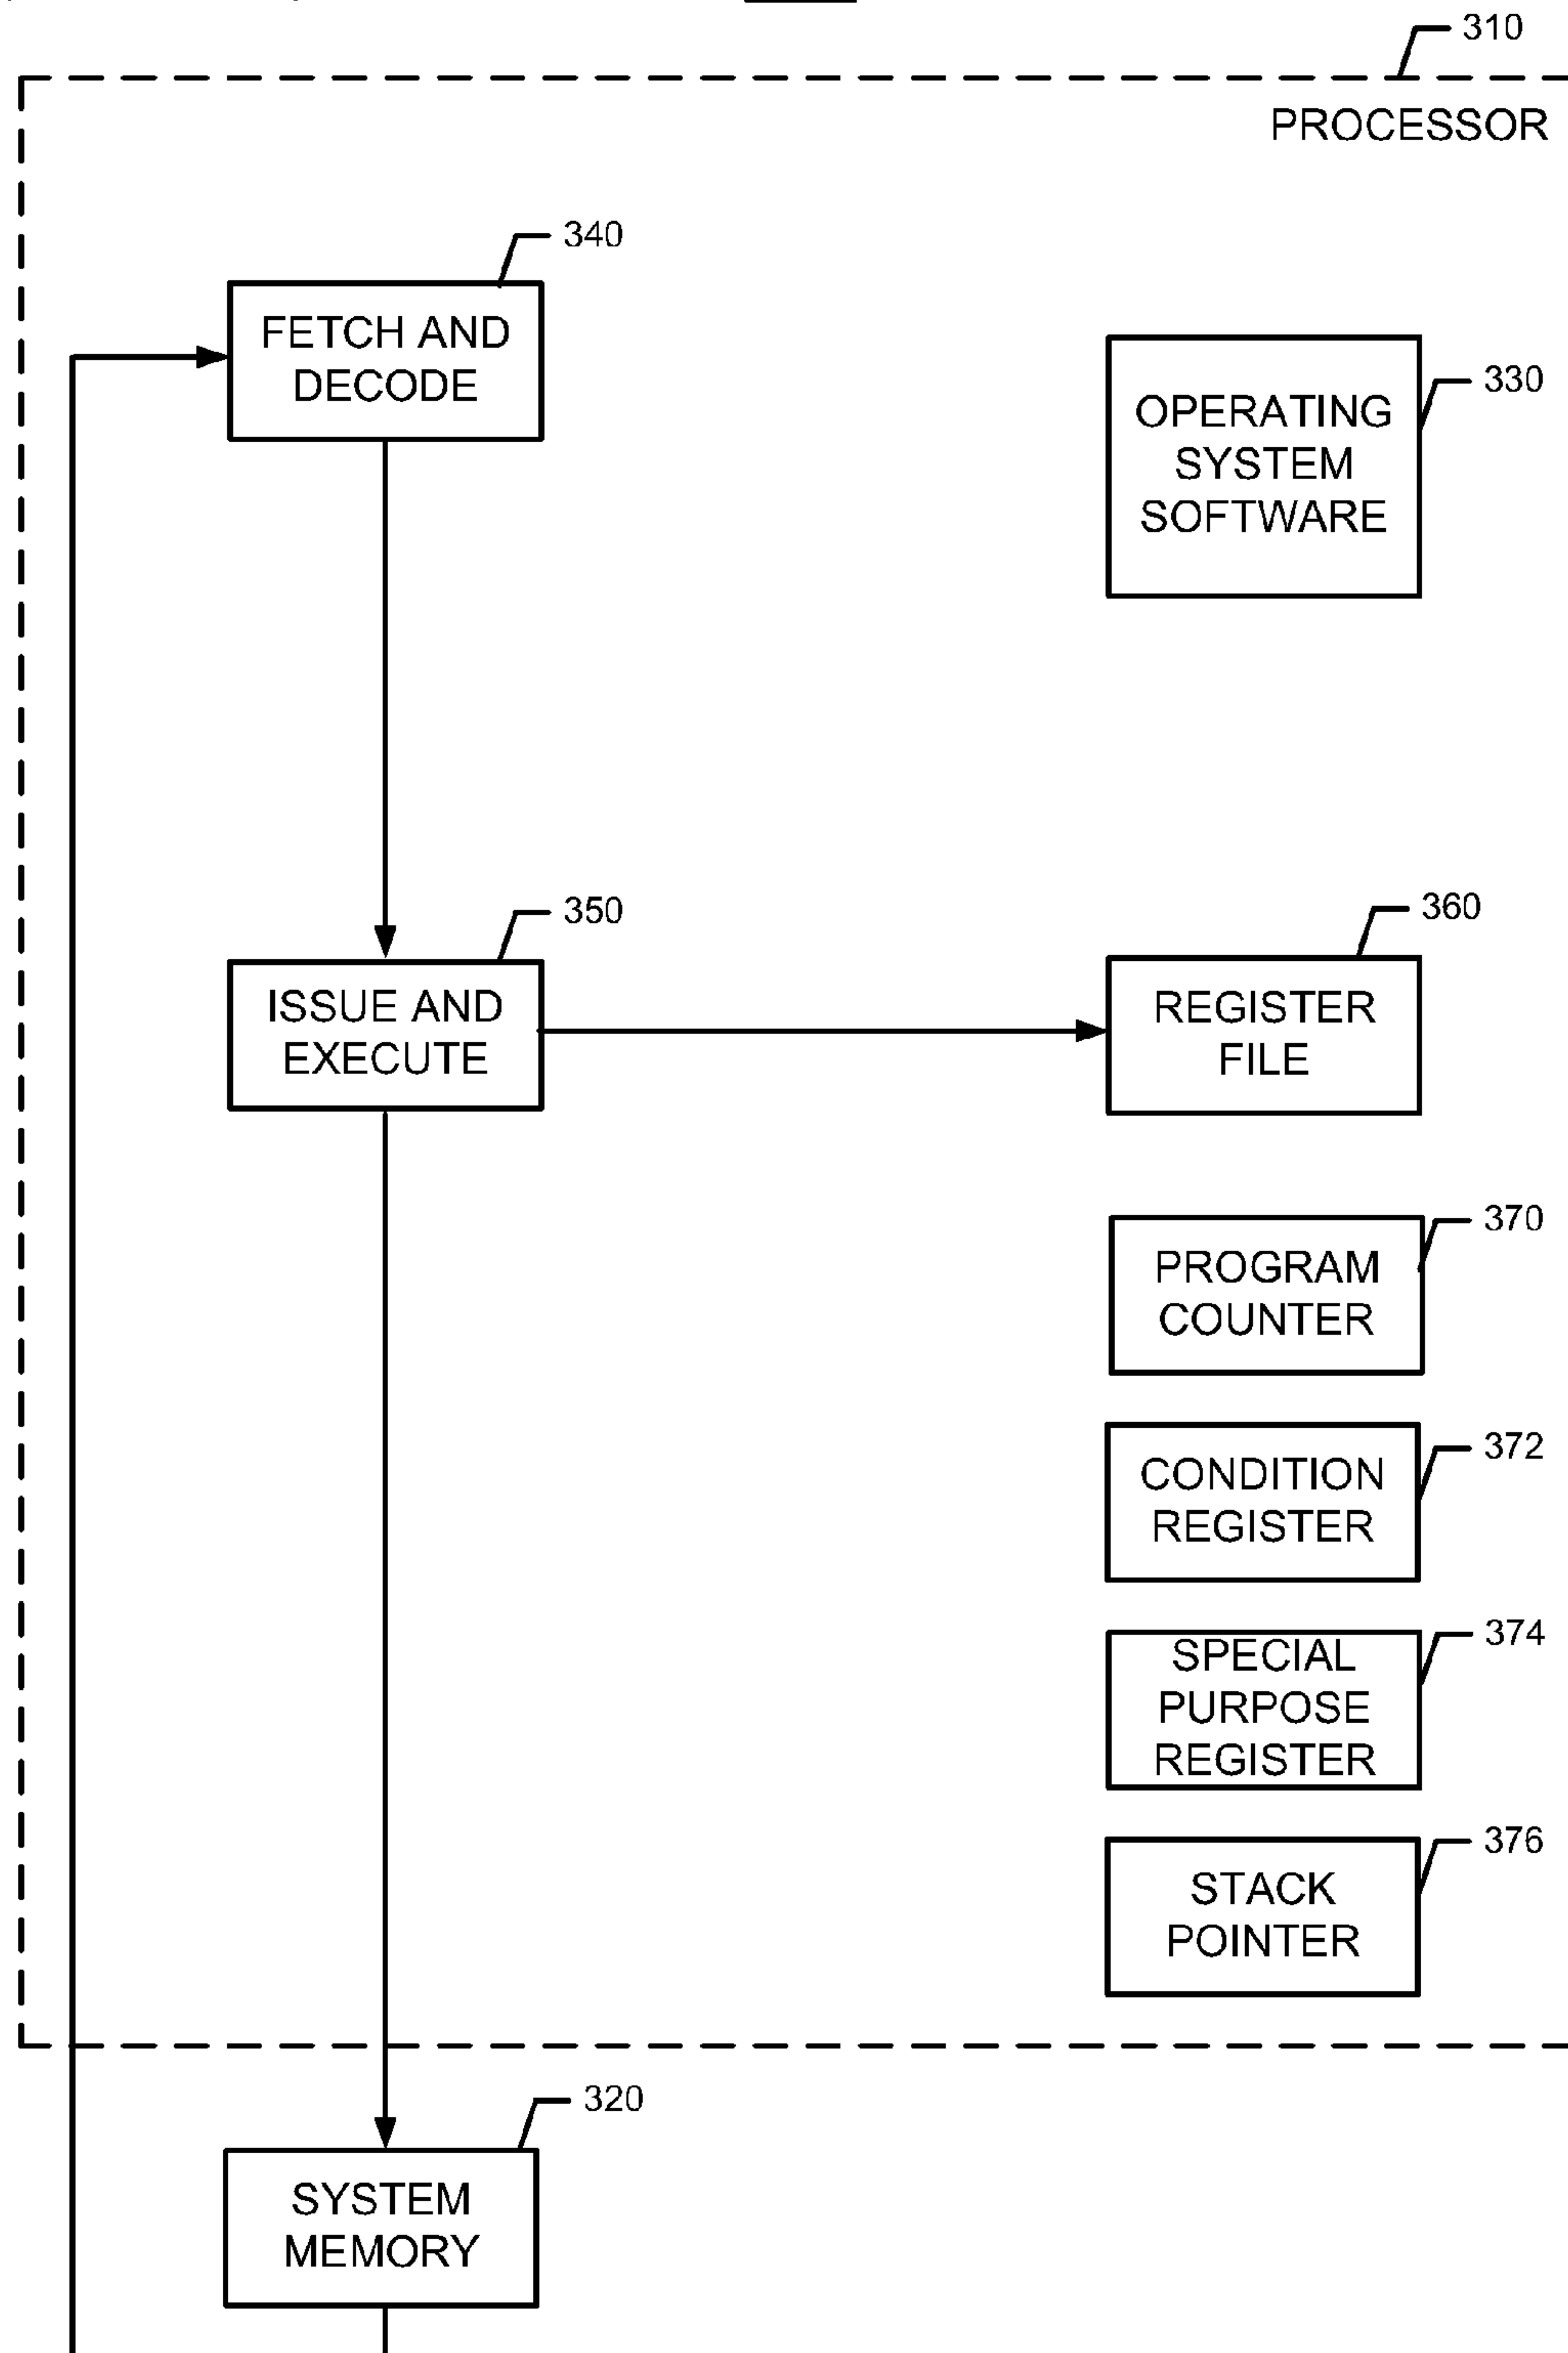 310
PROCESSOR
340
FETCH AND
DECODE
330
OPERATING
SYSTEM
SOFTWARE
350
ISSUE AND
EXECUTE
360
REGISTER
FILE
370
PROGRAM
COUNTER
372
CONDITION
REGISTER
374
SPECIAL
PURPOSE
REGISTER
376
STACK
POINTER
320
SYSTEM
MEMORY